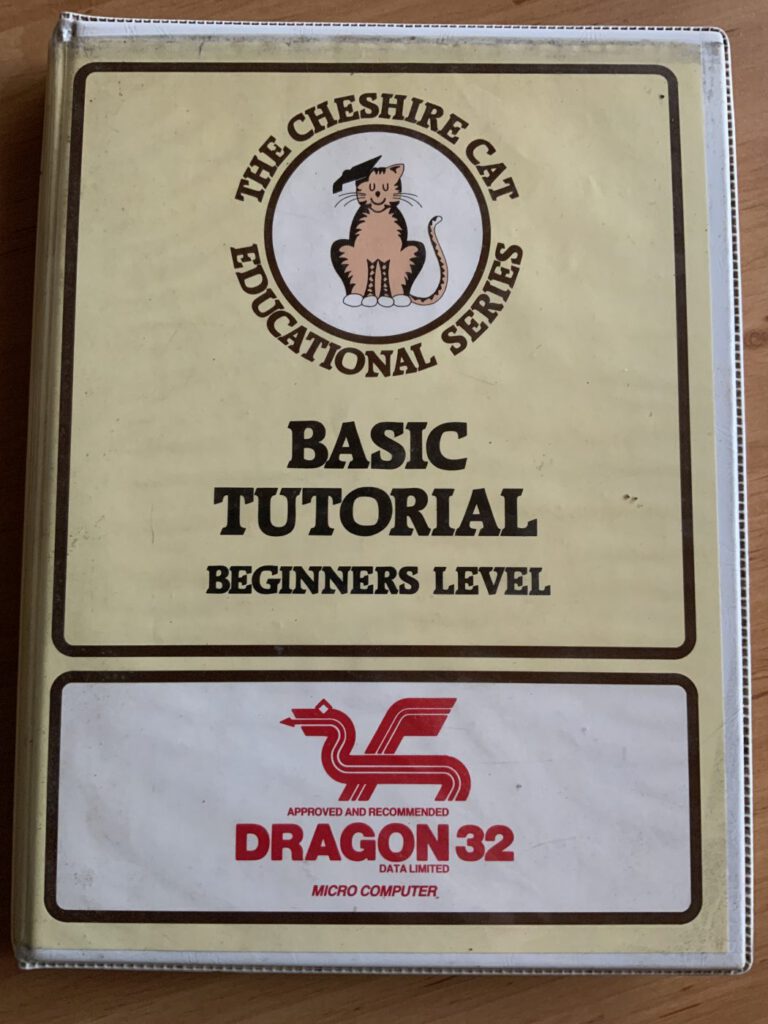 THE CHESHIRE CAT
EDUCATIONAL SERIES
BASIC
TUTORIAL
BEGINNERS LEVEL
APPROVED AND RECOMMENDED
DRAGON 32
DATA LIMITED
MICRO COMPUTER